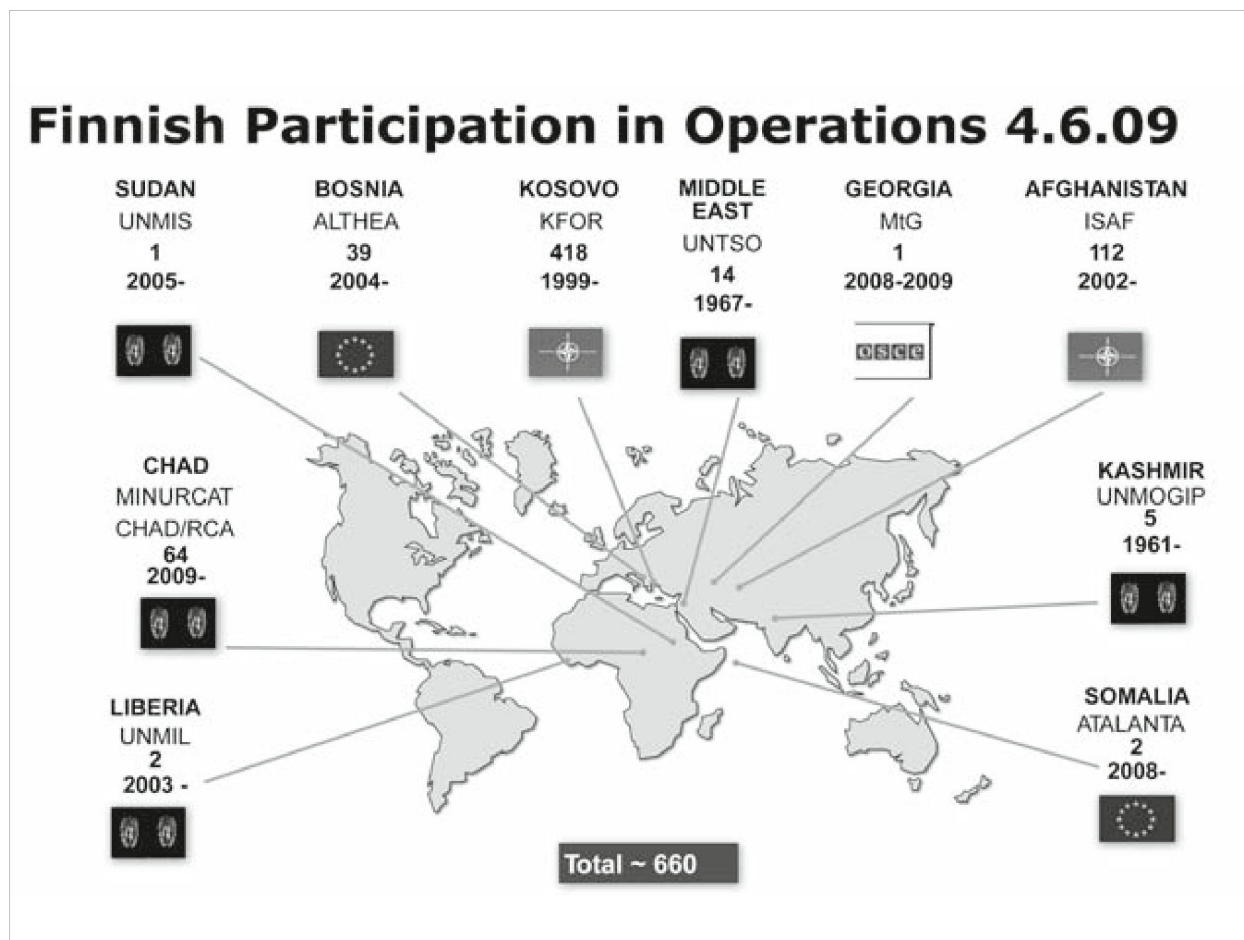 Finnish Participation in Operations 4.6.09
SUDAN
UNMIS
1
2005-
BOSNIA
ALTHEA
39
2004-
KOSOVO
KFOR
418
1999-
MIDDLE
EAST
UNTSO
14
1967-
GEORGIA
MtG
1
2008-2009
osce
AFGHANISTAN
ISAF
112
2002-
CHAD
MINURCAT
CHAD/RCA
64
2009-
KASHMIR
UNMOGIP
5
1961-
LIBERIA
UNMIL
2
2003 -
SOMALIA
ATALANTA
2
2008-
Total ~ 660